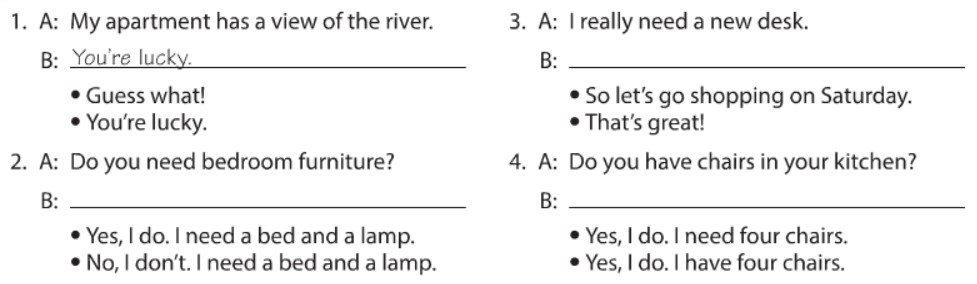 1. A: My apartment has a view of the river.
B: You're lucky.
• Guess what!
• You're lucky.
2. A: Do you need bedroom furniture?
B:
• Yes, I do. I need a bed and a lamp.
• No, I don't. I need a bed and a lamp.
3. A: I really need a new desk.
B:
• So let's go shopping on Saturday.
• That's great!
4. A: Do you have chairs in your kitchen?
B:
• Yes, I do. I need four chairs.
• Yes, I do. I have four chairs.